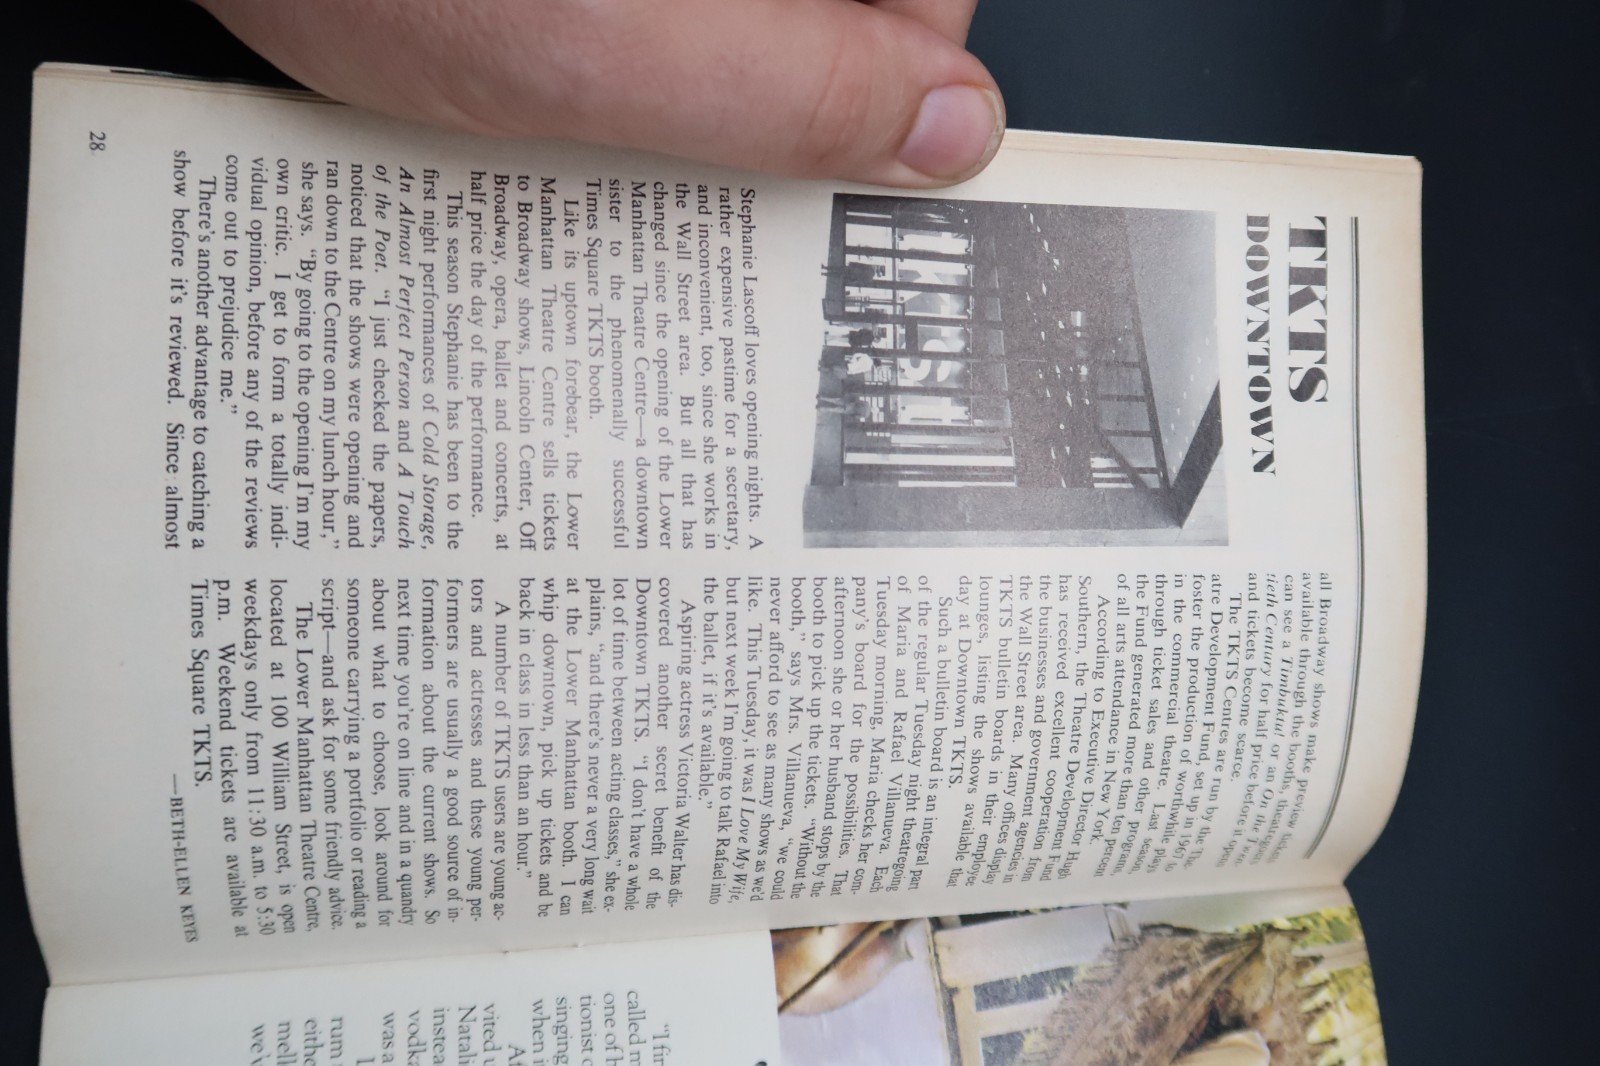 TKTS
DOWNTOWN
Stephanie Lascoff loves opening nights. A
rather expensive pastime for a secretary,
and inconvenient, too, since she works in
the Wall Street area. But all that has
changed since the opening of the Lower
Manhattan Theatre Centre—a downtown
sister to the phenomenally successful
Times Square TKTS booth.
Like its uptown forebear, the Lower
Manhattan Theatre Centre sells tickets
to Broadway shows, Lincoln Center, Off
Broadway, opera, ballet and concerts, at
half price the day of the performance.
This season Stephanie has been to the
first night performances of Cold Storage,
An Almost Perfect Person and A Touch
of the Poet. “I just checked the papers,
noticed that the shows were opening and
ran down to the Centre on my lunch hour,”
she says. “By going to the opening I'm my
own critic. I get to form a totally indi-
vidual opinion, before any of the reviews
come out to prejudice me.”
There's another advantage to catching a
show before it's reviewed. Since almost
all Broadway shows make preview tickets
available through the booths, theatregoers
can see a Timbuktu! or an On the Twen-
tieth Century for half price before it opens
and tickets become scarce.
The TKTS Centres are run by the
are Development Fund, set up in 1967 to
foster the production of worthwhile plays
in the commercial theatre. Last season,
through ticket sales and other programs,
the Fund generated more than ten percent
of all arts attendance in New York.
According to Executive Director Hugh
Southern, the Theatre Development Fund
has received excellent cooperation from
the businesses and government agencies in
the Wall Street area. Many offices display
TKTS bulletin boards in their employee
lounges, listing the shows available that
day at Downtown TKTS.
Such a bulletin board is an integral part
of the regular Tuesday night theatregoing
of Maria and Rafael Villanueva. Each
Tuesday morning, Maria checks her com-
pany's board for the possibilities. That
afternoon she or her husband stops by the
booth to pick up the tickets. “Without the
booth,” says Mrs. Villanueva, “we could
never afford to see as many shows as we'd
like. This Tuesday, it was I Love My Wife,
but next week I'm going to talk Rafael into
the ballet, if it's available.”
Aspiring actress Victoria Walter has dis-
covered another secret benefit of the
Downtown TKTS. “I don't have a whole
lot of time between acting classes,” she ex-
plains, “and there's never a very long wait
at the Lower Manhattan booth. I can
whip downtown, pick up tickets and be
back in class in less than an hour.”
A number of TKTS users are young ac-
tors and actresses and these young per-
formers are usually a good source of in-
formation about the current shows. So
next time you're on line and in a quandry
about what to choose, look around for
someone carrying a portfolio or reading a
script—and ask for some friendly advice.
The Lower Manhattan Theatre Centre,
located at 100 William Street, is open
weekdays only from 11:30 a.m. to 5:30
p.m. Weekend tickets are available at
Times Square TKTS.
—BETH-ELLEN KEYES
28
“I fir
called m
one of h
tionist o
singing
when i
Af
vited u
Natali
instea
vodka
was a
I
rum
eithe
mell
we'v